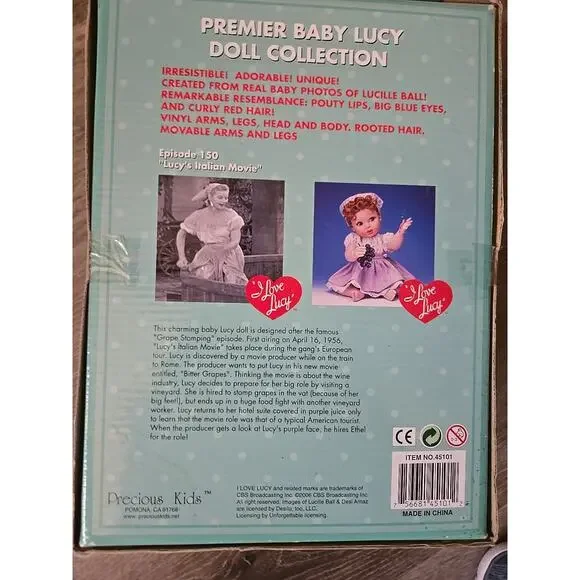 PREMIER BABY LUCY
DOLL COLLECTION
IRRESISTIBLE! ADORABLE! UNIQUE!
CREATED FROM REAL BABY PHOTOS OF LUCILLE BALL!
REMARKABLE RESEMBLANCE: POUTY LIPS, BIG BLUE EYES,
AND CURLY RED HAIR!
VINYL ARMS, LEGS, HEAD AND BODY. ROOTED HAIR.
MOVABLE ARMS AND LEGS
Episode 150
"Lucy's Italian Movie"
I Love Lucy
I Love Lucy
This charming baby Lucy doll is designed after the famous
"Grape Stomping" episode. First airing on April 16, 1956,
"Lucy's Italian Movie" takes place during the gang's European
tour. Lucy is discovered by a movie producer while on the train
to Rome. The producer wants to put Lucy in his new movie
entitled, "Bitter Grapes". Thinking the movie is about the wine
industry, Lucy decides to prepare for her big role by visiting a
vineyard. She is hired to stomp grapes in the vat (because of her
big feet!), but ends up in a huge food fight with another vineyard
worker. Lucy returns to her hotel suite covered in purple juice only
to learn that the movie role was that of a typical American tourist.
When the producer gets a look at Lucy's purple face, he hires Ethel
for the role!
CE
0-3
ITEM NO.45101
7 56681 45101 2
MADE IN CHINA
Precious Kids™
POMONA, CA 91766
www.preciouskids.net
I LOVE LUCY and related marks are trademarks of
CBS Broadcasting Inc. ©2006 CBS Broadcasting Inc.
All right reserved. Images of Lucille Ball & Desi Arnaz
are licensed by Desilu, too, LLC.
Licensing by Unforgettable licensing.